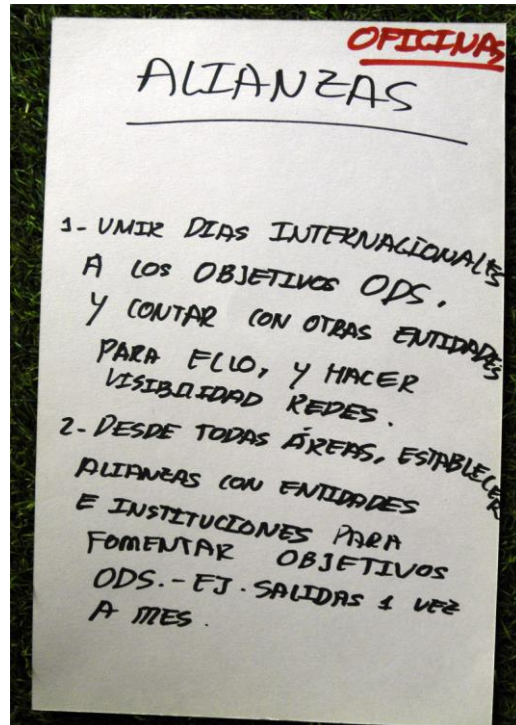 OFICINAS
ALIANZAS
1- UMIR DIAS INTERNACIONALES
A LOS OBJETIVOS ODS.
Y CONTAR CON OTRAS ENTIDADES
PARA ELLO, Y HACER
VISIBILIDAD REDES.
2- DESDE TODAS ÁREAS, ESTABLECER
ALIANZAS CON ENTIDADES
E INSTITUCIONES PARA
FOMENTAR OBJETIVOS
ODS.- EJ. SALIDAS 1 VEZ
A MES.